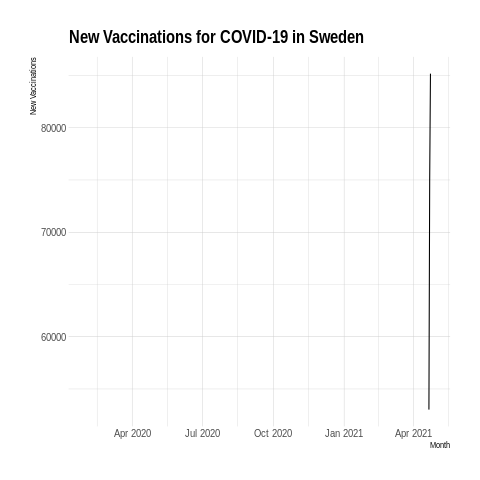 New Vaccinations for COVID-19 in Sweden
New Vaccinations
80000
70000
60000
Apr 2020 Jul 2020 Oct 2020 Jan 2021 Apr 2021
Month